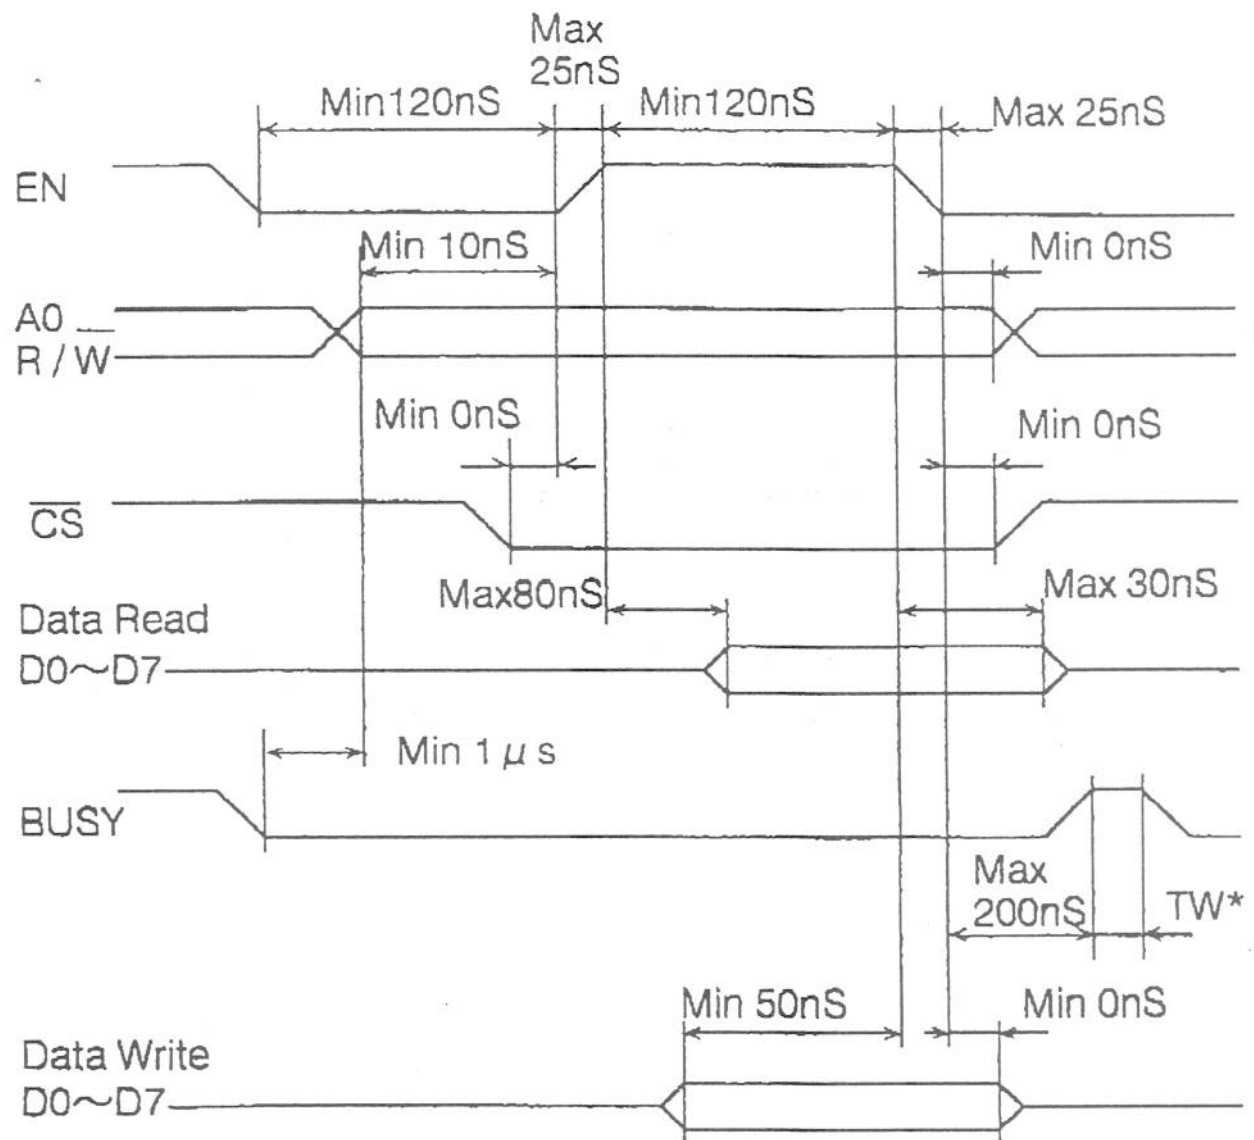 Max
25nS
Min120nS
Min120nS
Max 25nS
EN
Min 10nS
Min 0nS
A0
R / W̅
Min 0nS
Min 0nS
C̅S̅
Max80nS
Max 30nS
Data Read
D0～D7
Min 1 μ s
BUSY
Max
200nS
TW*
Min 50nS
Min 0nS
Data Write
D0～D7